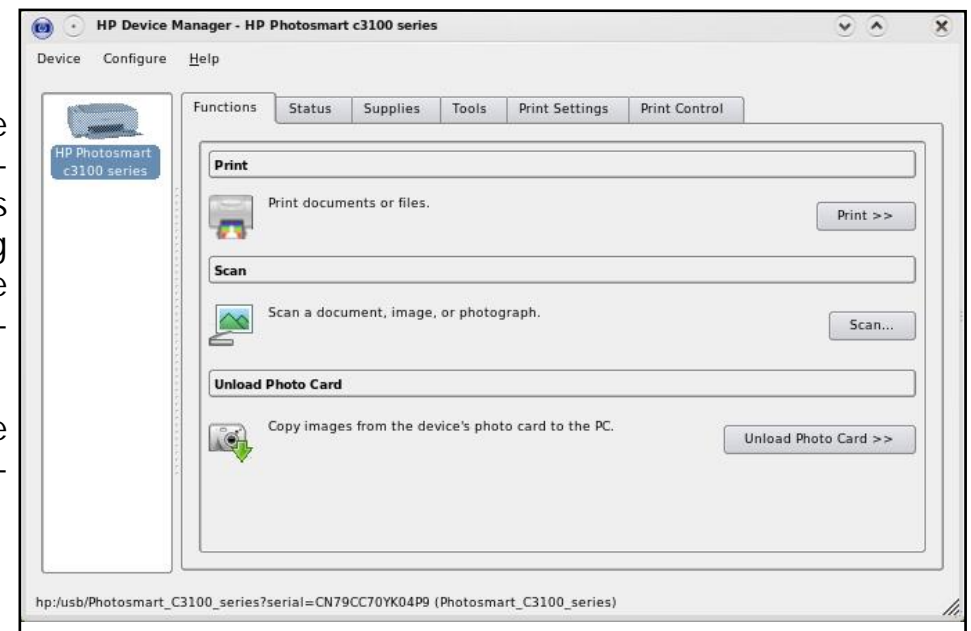 HP Device Manager - HP Photosmart c3100 series
Device Configure Help
HP Photosmart
c3100 series
Functions Status Supplies Tools Print Settings Print Control
Print
Print documents or files.
Print >>
Scan
Scan a document, image, or photograph.
Scan...
Unload Photo Card
Copy images from the device's photo card to the PC.
Unload Photo Card >>
hp:/usb/Photosmart_C3100_series?serial=CN79CC70YK04P9 (Photosmart_C3100_series)